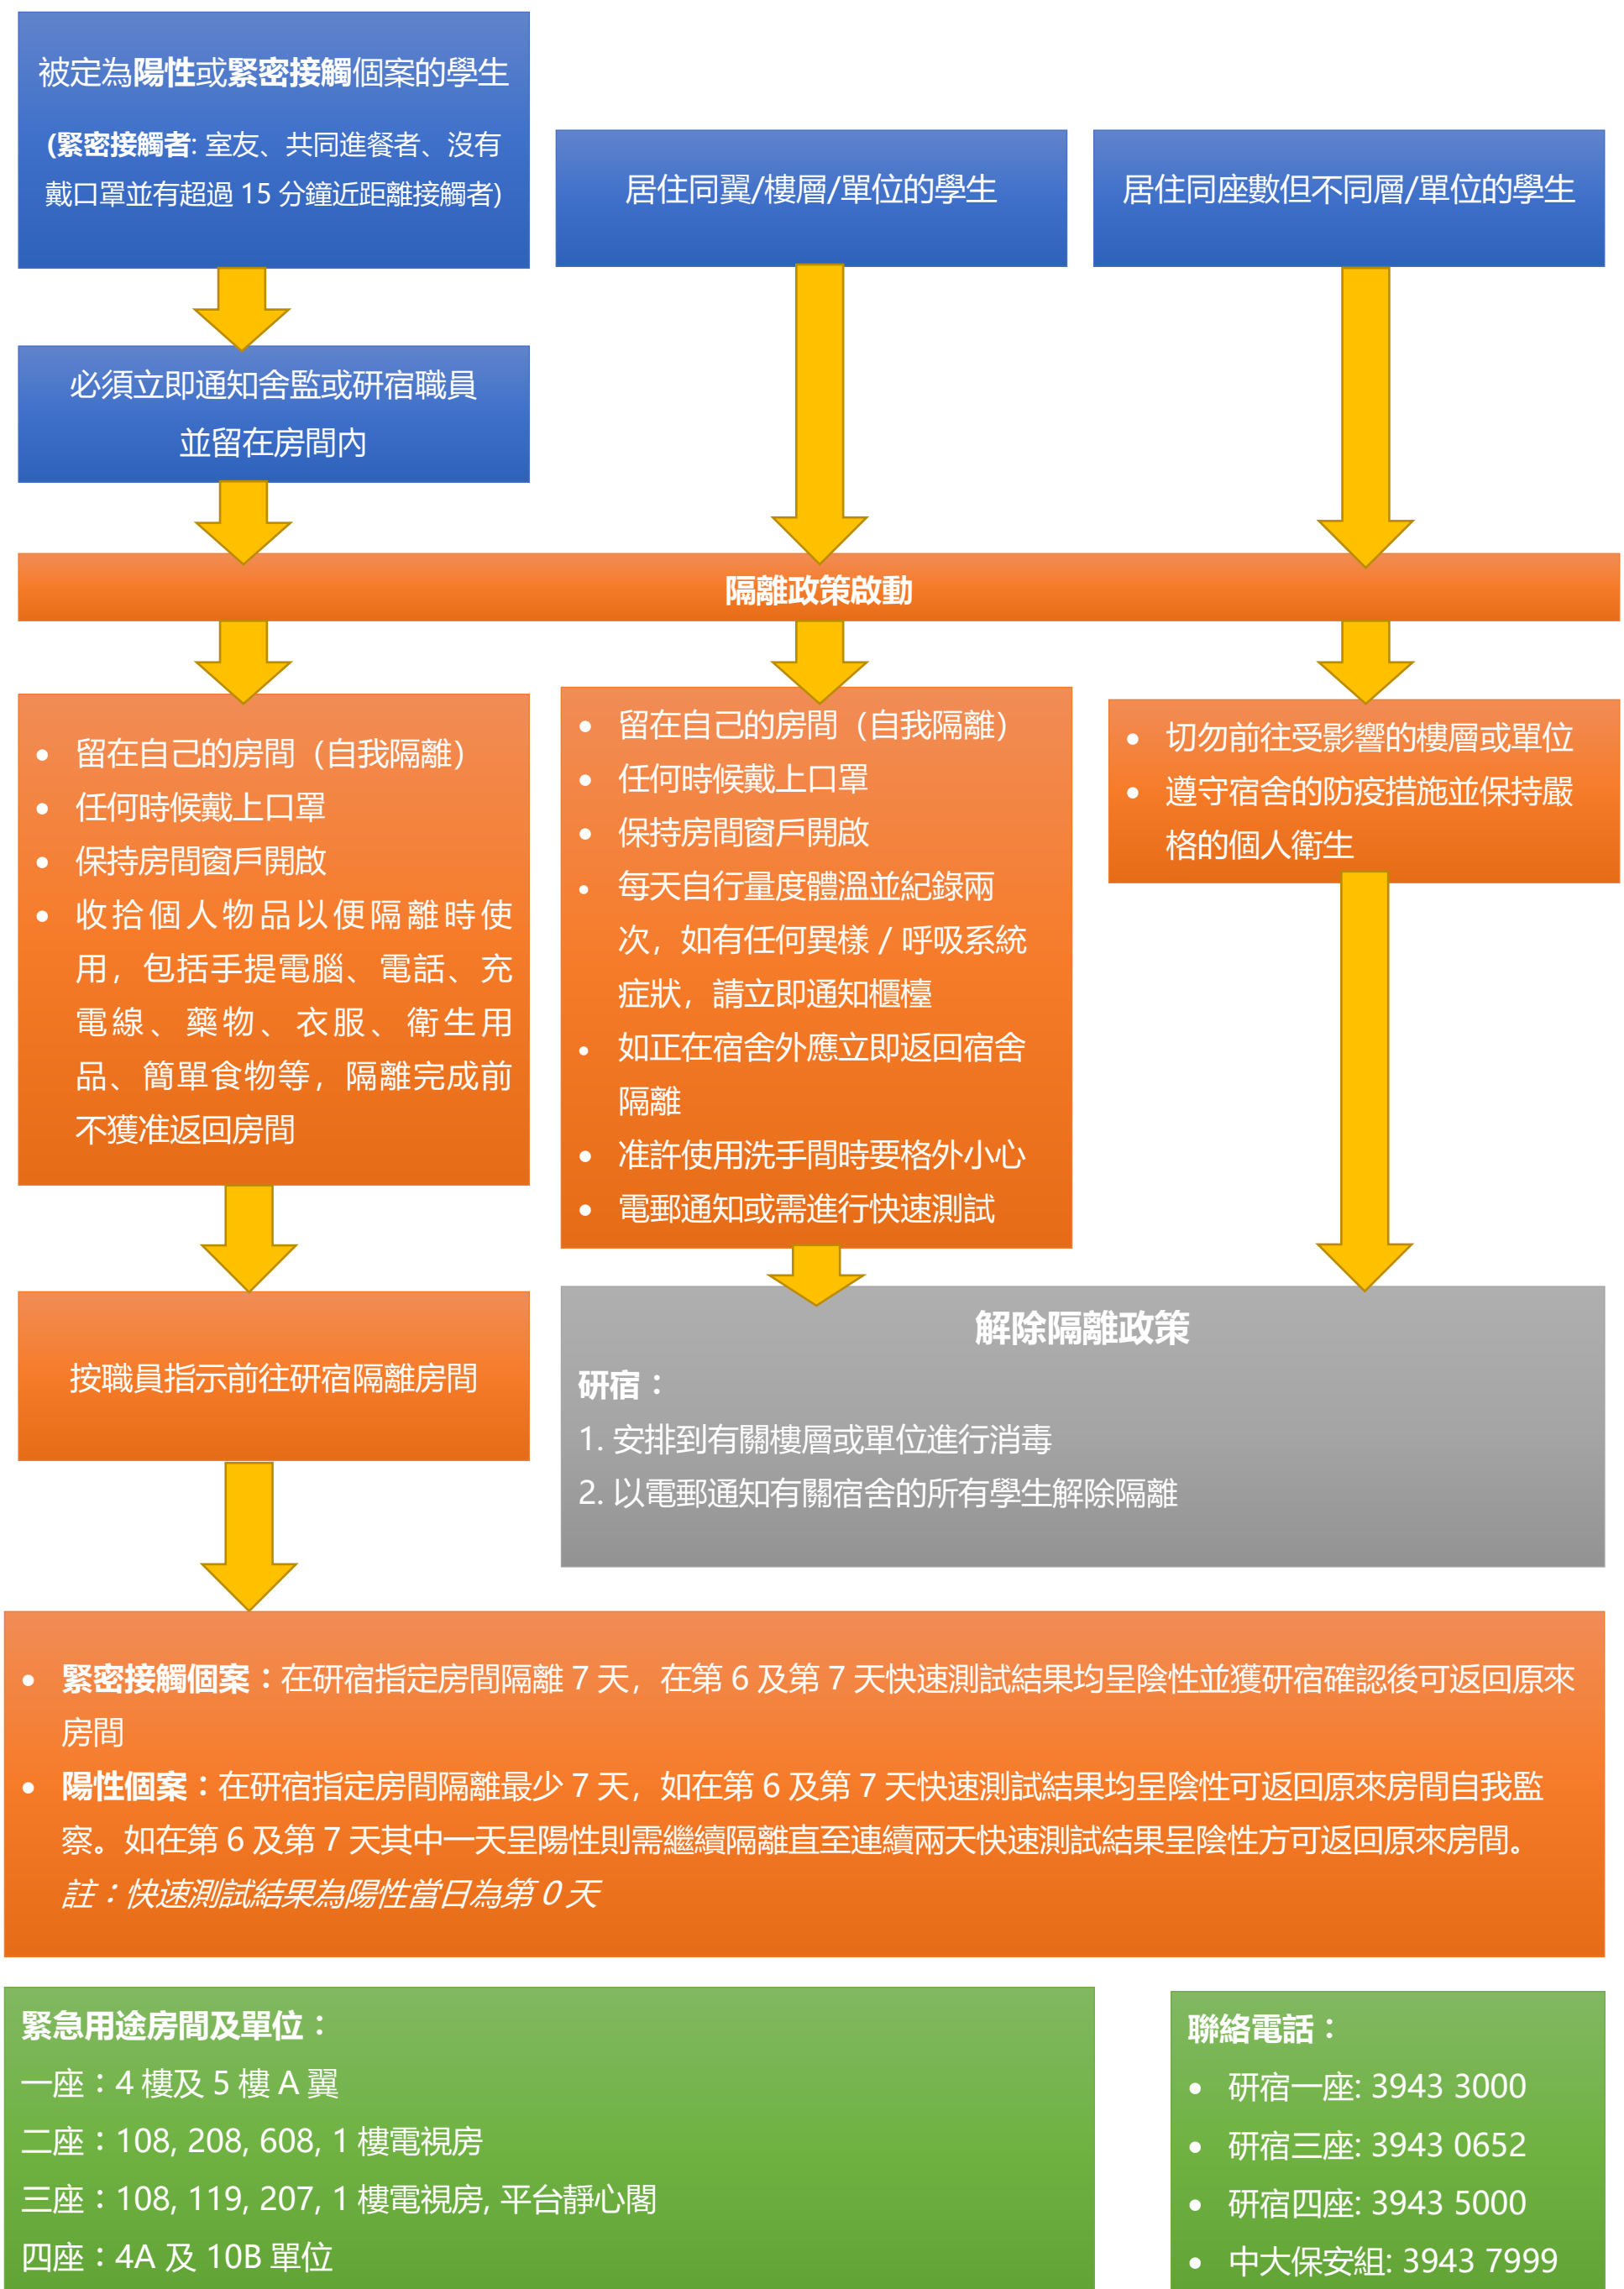 被定為陽性或緊密接觸個案的學生
(緊密接觸者: 室友、共同進餐者、沒有
戴口罩並有超過 15 分鐘近距離接觸者)
居住同翼/樓層/單位的學生
居住同座數但不同層/單位的學生
必須立即通知舍監或研宿職員
並留在房間內
隔離政策啟動
• 留在自己的房間（自我隔離）
• 任何時候戴上口罩
• 保持房間窗戶開啟
• 收拾個人物品以便隔離時使
用，包括手提電腦、電話、充
電線、藥物、衣服、衛生用
品、簡單食物等，隔離完成前
不獲准返回房間
• 留在自己的房間（自我隔離）
• 任何時候戴上口罩
• 保持房間窗戶開啟
• 每天自行量度體溫並紀錄兩
次，如有任何異樣 / 呼吸系統
症狀，請立即通知櫃檯
• 如正在宿舍外應立即返回宿舍
隔離
• 准許使用洗手間時要格外小心
• 電郵通知或需進行快速測試
• 切勿前往受影響的樓層或單位
• 遵守宿舍的防疫措施並保持嚴
格的個人衛生
按職員指示前往研宿隔離房間
解除隔離政策
研宿：
1. 安排到有關樓層或單位進行消毒
2. 以電郵通知有關宿舍的所有學生解除隔離
• 緊密接觸個案：在研宿指定房間隔離 7 天，在第 6 及第 7 天快速測試結果均呈陰性並獲研宿確認後可返回原來
房間
• 陽性個案：在研宿指定房間隔離最少 7 天，如在第 6 及第 7 天快速測試結果均呈陰性可返回原來房間自我監
察。如在第 6 及第 7 天其中一天呈陽性則需繼續隔離直至連續兩天快速測試結果呈陰性方可返回原來房間。
註：快速測試結果為陽性當日為第 0 天
緊急用途房間及單位：
一座：4 樓及 5 樓 A 翼
二座：108, 208, 608, 1 樓電視房
三座：108, 119, 207, 1 樓電視房, 平台靜心閣
四座：4A 及 10B 單位
聯絡電話：
• 研宿一座: 3943 3000
• 研宿三座: 3943 0652
• 研宿四座: 3943 5000
• 中大保安組: 3943 7999